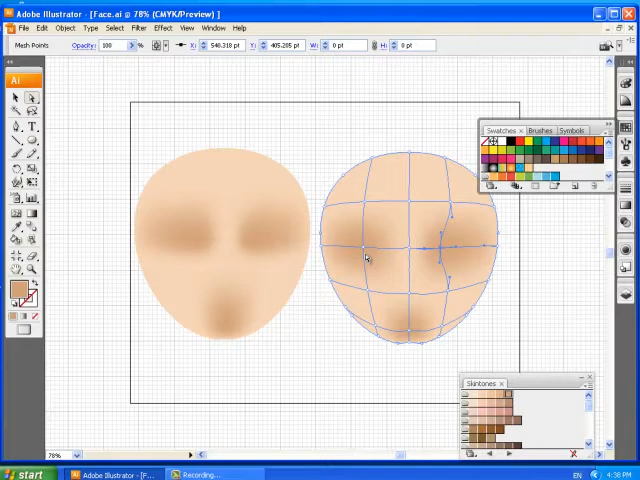 Adobe Illustrator - [Face.ai @ 78% (CMYK/Preview) ]
File Edit Object Type Select Filter Effect View Window Help
Mesh Points Opacity: 100 % X: 540.318 pt Y: 405.205 pt W: 0 pt H: 0 pt
Ai
Swatches × Brushes Symbols
T
Skintones ×
78%
start Adobe Illustrator - [F... Recording... EN 4:38 PM